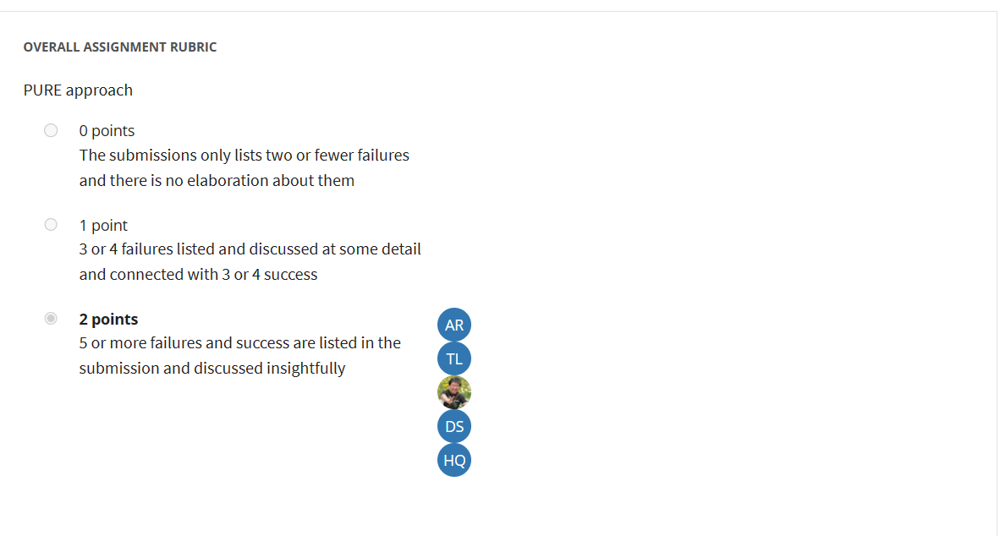 OVERALL ASSIGNMENT RUBRIC
PURE approach
0 points
The submissions only lists two or fewer failures
and there is no elaboration about them
1 point
3 or 4 failures listed and discussed at some detail
and connected with 3 or 4 success
2 points
5 or more failures and success are listed in the
submission and discussed insightfully
AR
TL
DS
HQ